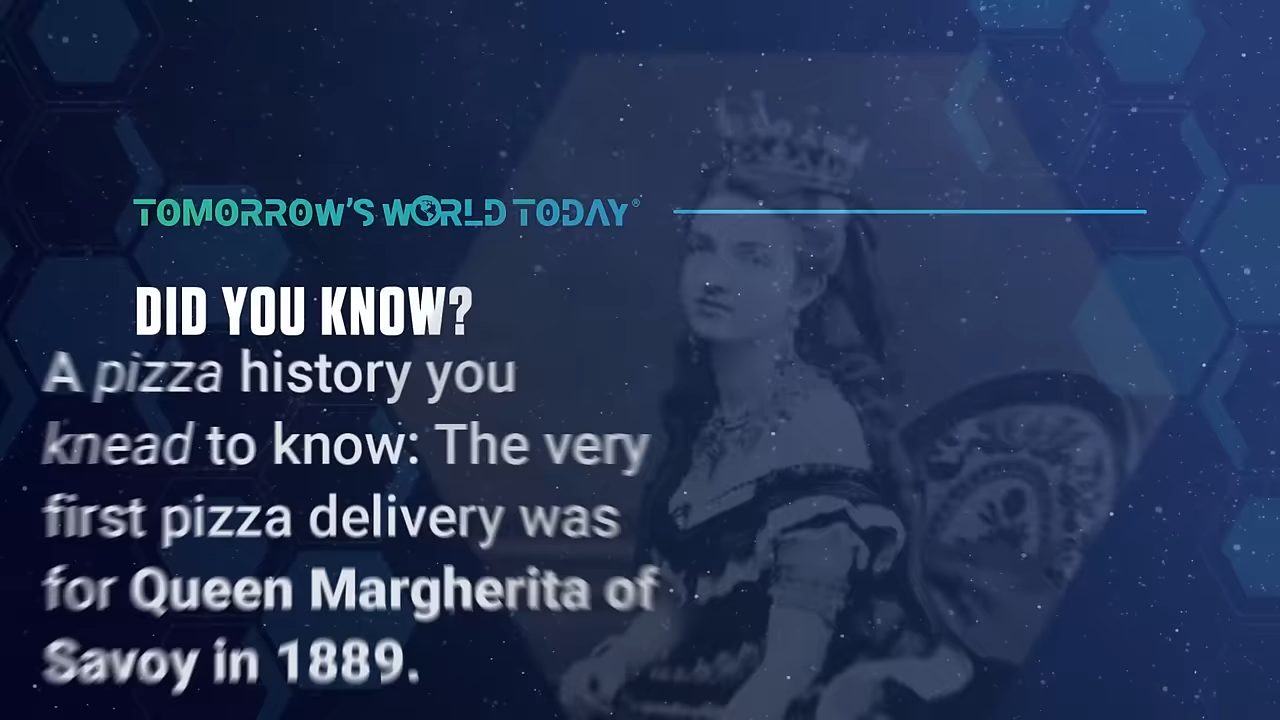 TOMORROW'S WORLD TODAY®
DID YOU KNOW?
A pizza history you
knead to know: The very
first pizza delivery was
for Queen Margherita of
Savoy in 1889.